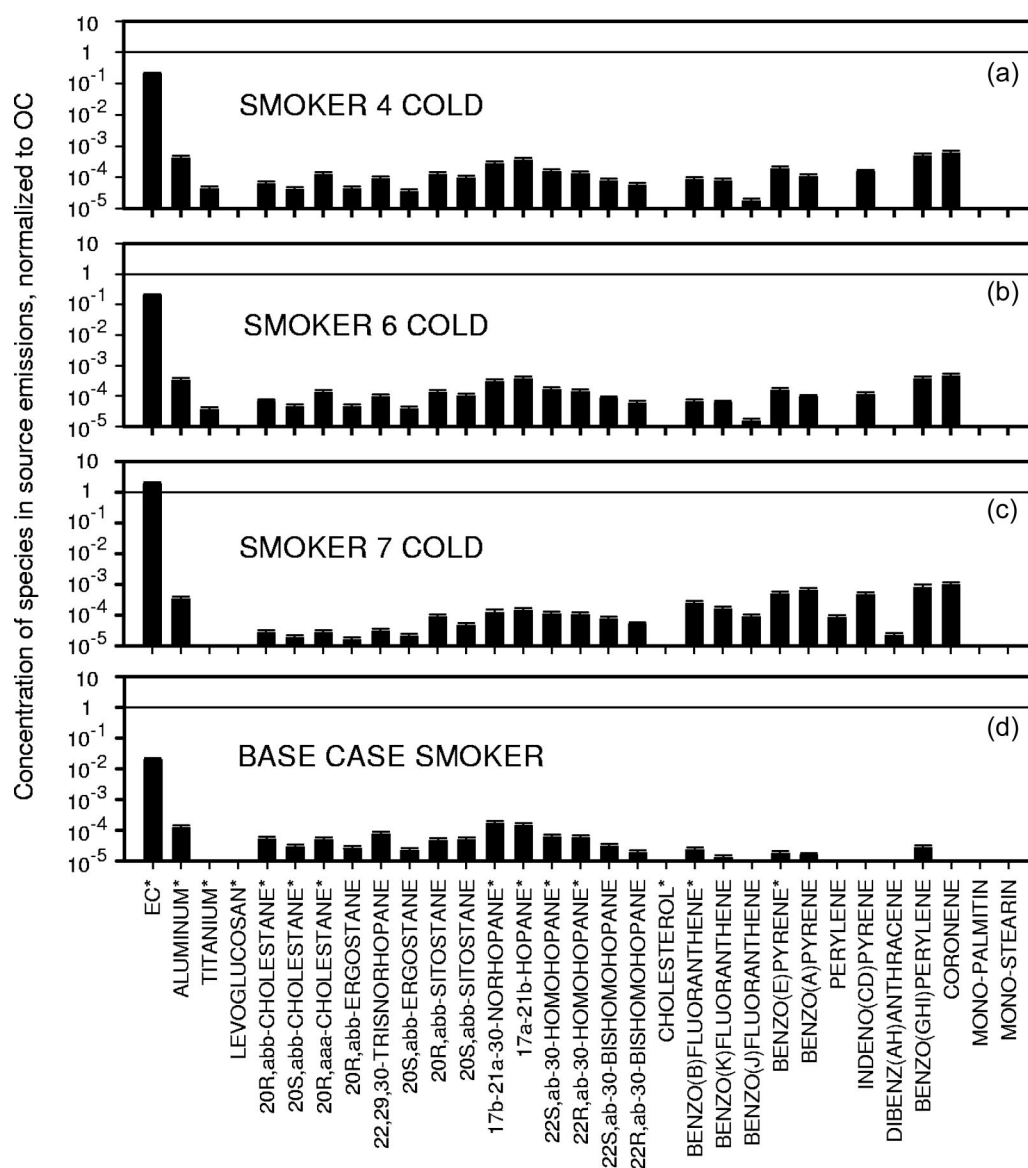 Concentration of species in source emissions, normalized to OC
10
1
10-1
10-2
10-3
10-4
10-5
SMOKER 4 COLD
(a)
10
1
10-1
10-2
10-3
10-4
10-5
SMOKER 6 COLD
(b)
10
1
10-1
10-2
10-3
10-4
10-5
SMOKER 7 COLD
(c)
10
1
10-1
10-2
10-3
10-4
10-5
BASE CASE SMOKER
(d)
EC*
ALUMINUM*
TITANIUM*
LEVOGLUCOSAN*
20R,abb-CHOLESTANE*
20S,abb-CHOLESTANE*
20R,aaa-CHOLESTANE*
20R,abb-ERGOSTANE
22,29,30-TRISNORHOPANE
20S,abb-ERGOSTANE
20R,abb-SITOSTANE
20S,abb-SITOSTANE
17b-21a-30-NORHOPANE*
17a-21b-HOPANE*
22S,ab-30-HOMOHOPANE*
22R,ab-30-HOMOHOPANE*
22S,ab-30-BISHOMOHOPANE
22R,ab-30-BISHOMOHOPANE
CHOLESTEROL*
BENZO(B)FLUORANTHENE*
BENZO(K)FLUORANTHENE
BENZO(J)FLUORANTHENE
BENZO(E)PYRENE*
BENZO(A)PYRENE
PERYLENE
INDENO(CD)PYRENE
DIBENZ(AH)ANTHRACENE
BENZO(GHI)PERYLENE
CORONENE
MONO-PALMITIN
MONO-STEARIN